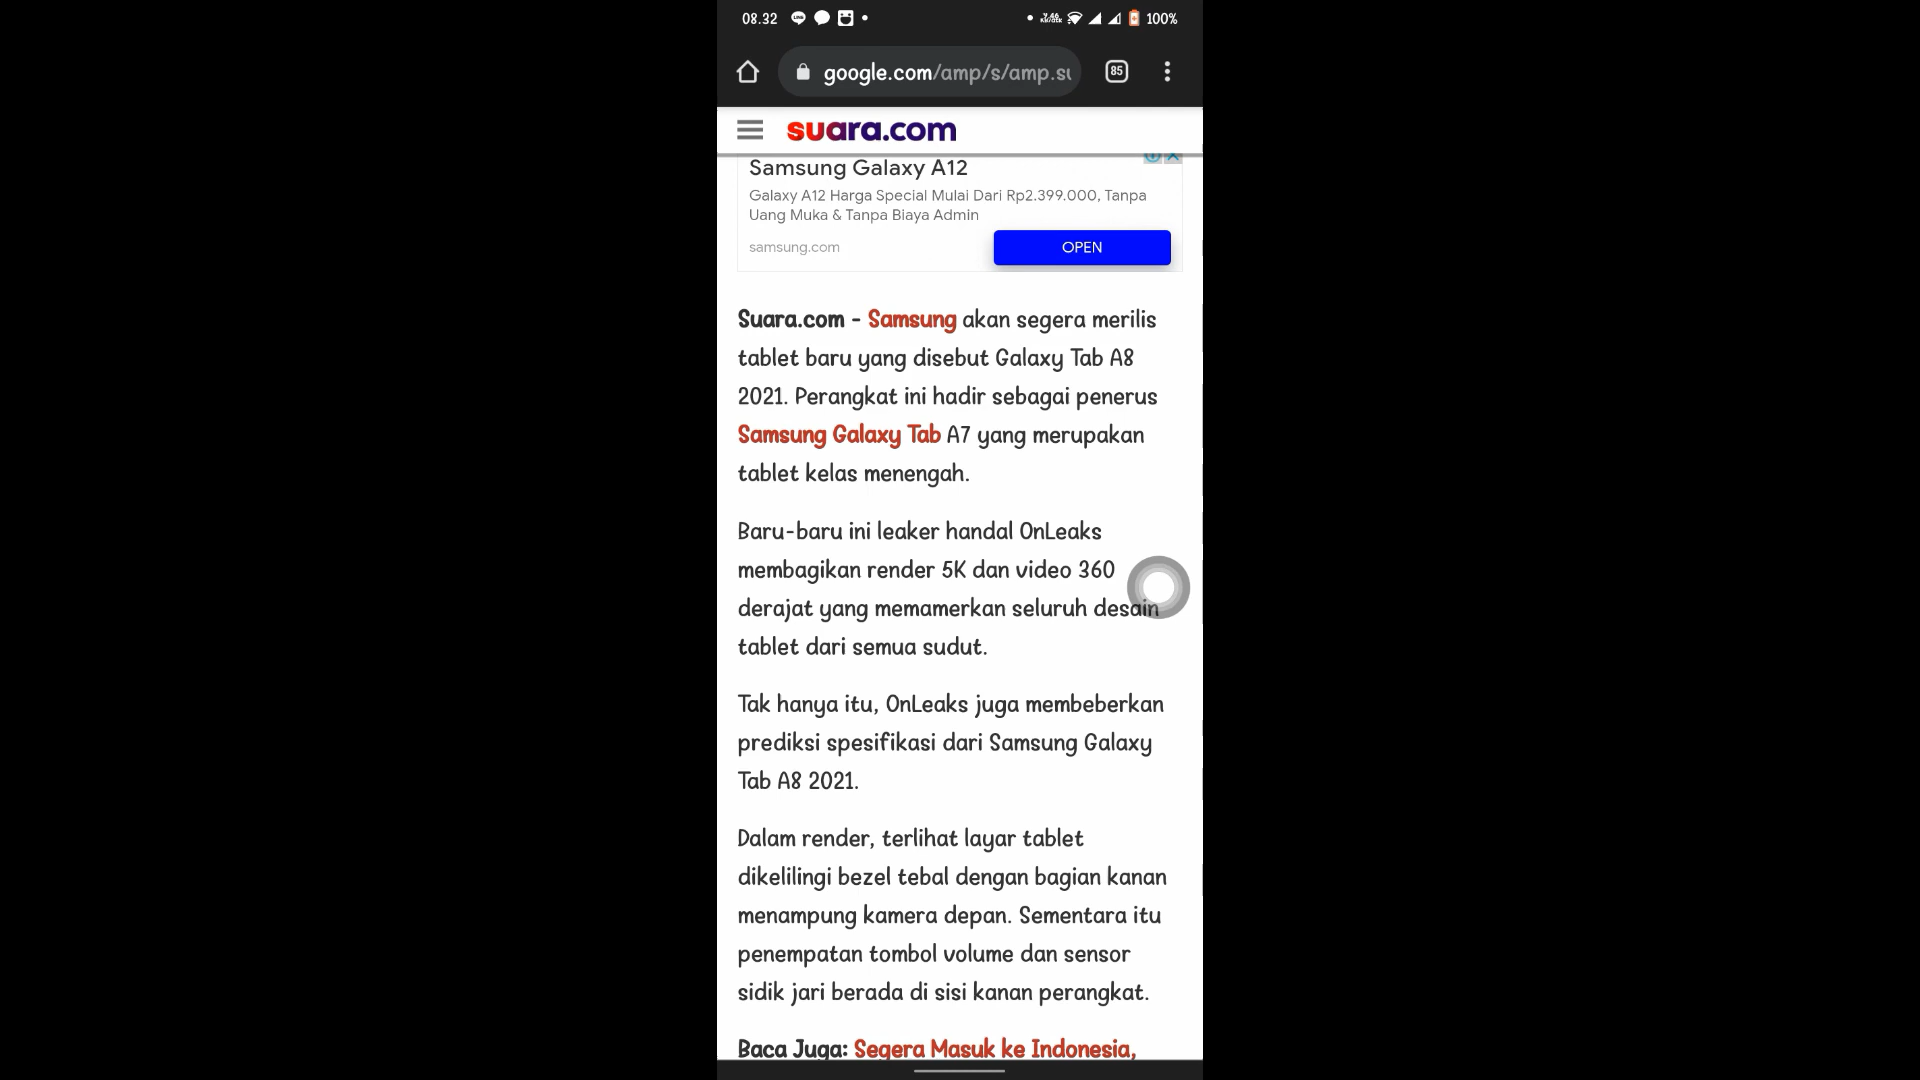 08.32
100%
google.com/amp/s/amp.su
85
suara.com
Samsung Galaxy A12
Galaxy A12 Harga Special Mulai Dari Rp2.399.000, Tanpa
Uang Muka & Tanpa Biaya Admin
samsung.com
OPEN
Suara.com - Samsung akan segera merilis
tablet baru yang disebut Galaxy Tab A8
2021. Perangkat ini hadir sebagai penerus
Samsung Galaxy Tab A7 yang merupakan
tablet kelas menengah.
Baru-baru ini leaker handal OnLeaks
membagikan render 5K dan video 360
derajat yang memamerkan seluruh desain
tablet dari semua sudut.
Tak hanya itu, OnLeaks juga membeberkan
prediksi spesifikasi dari Samsung Galaxy
Tab A8 2021.
Dalam render, terlihat layar tablet
dikelilingi bezel tebal dengan bagian kanan
menampung kamera depan. Sementara itu
penempatan tombol volume dan sensor
sidik jari berada di sisi kanan perangkat.
Baca Juga: Segera Masuk ke Indonesia,